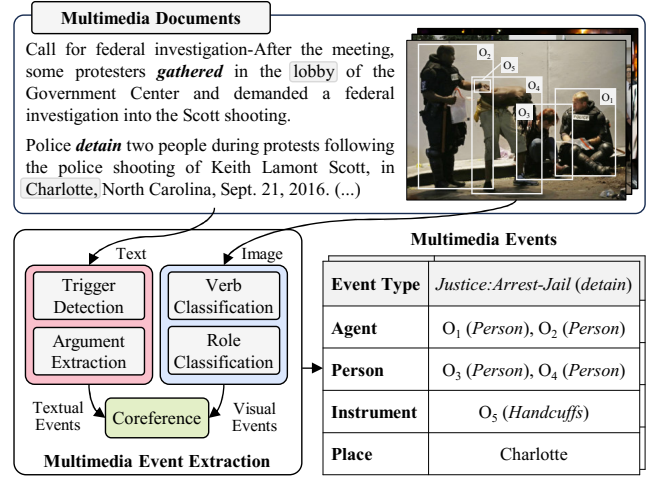 Multimedia Documents
Call for federal investigation-After the meeting,
some protesters gathered in the lobby of the
Government Center and demanded a federal
investigation into the Scott shooting.
Police detain two people during protests following
the police shooting of Keith Lamont Scott, in
Charlotte, North Carolina, Sept. 21, 2016. (...)
O2
O5
O4
O3
O1
POLICE
Text
Image
Trigger
Detection
Argument
Extraction
Verb
Classification
Role
Classification
Textual
Events
Coreference
Visual
Events
Multimedia Event Extraction
Multimedia Events
Event Type
Justice:Arrest-Jail (detain)
Agent
O1 (Person), O2 (Person)
Person
O3 (Person), O4 (Person)
Instrument
O5 (Handcuffs)
Place
Charlotte